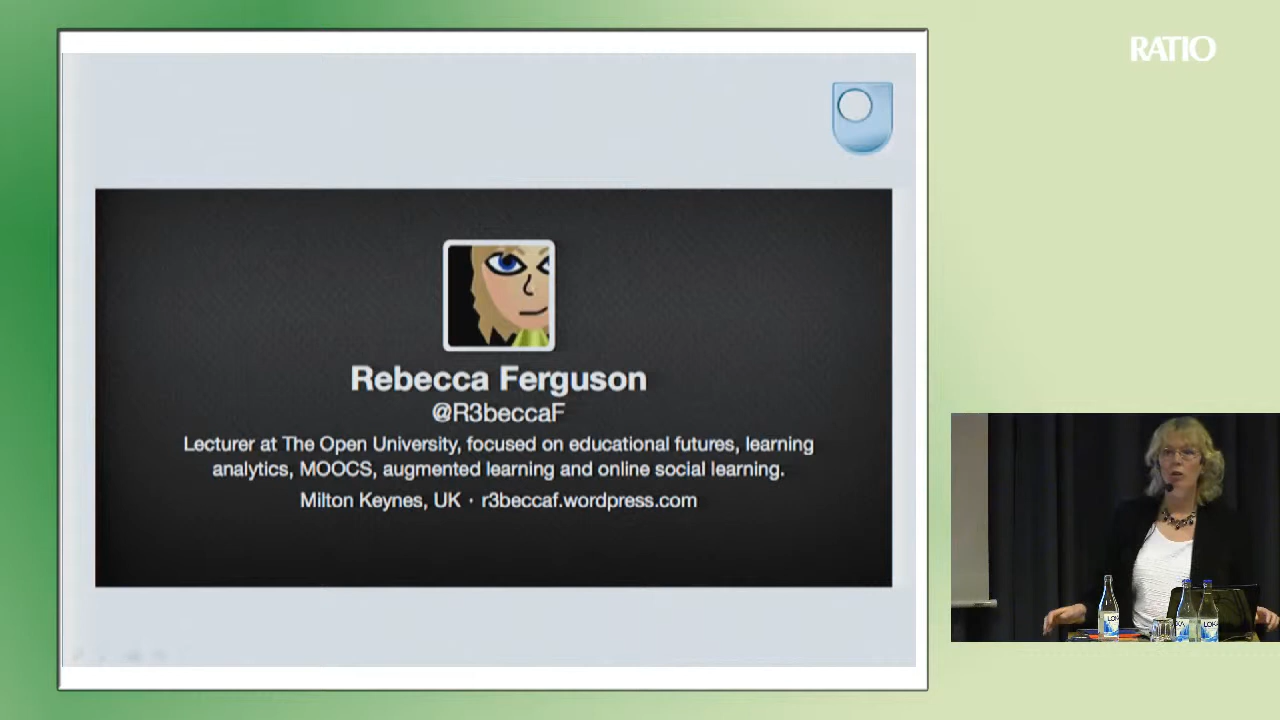 RATIO
Rebecca Ferguson
@R3beccaF
Lecturer at The Open University, focused on educational futures, learning
analytics, MOOCS, augmented learning and online social learning.
Milton Keynes, UK · r3beccaf.wordpress.com